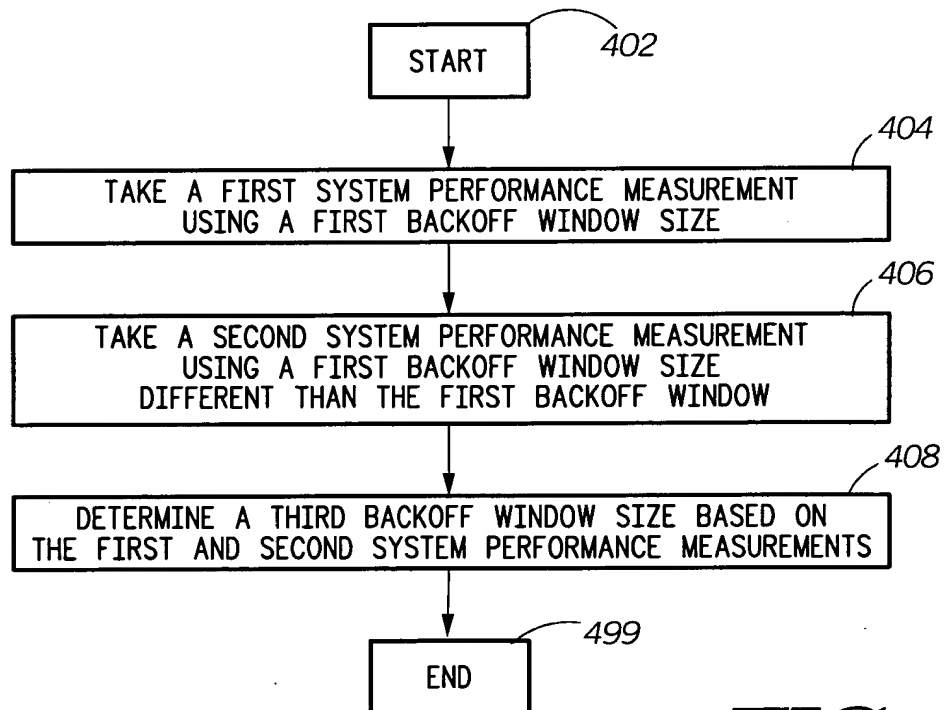 START
402
404
TAKE A FIRST SYSTEM PERFORMANCE MEASUREMENT
USING A FIRST BACKOFF WINDOW SIZE
406
TAKE A SECOND SYSTEM PERFORMANCE MEASUREMENT
USING A FIRST BACKOFF WINDOW SIZE
DIFFERENT THAN THE FIRST BACKOFF WINDOW
408
DETERMINE A THIRD BACKOFF WINDOW SIZE BASED ON
THE FIRST AND SECOND SYSTEM PERFORMANCE MEASUREMENTS
499
END